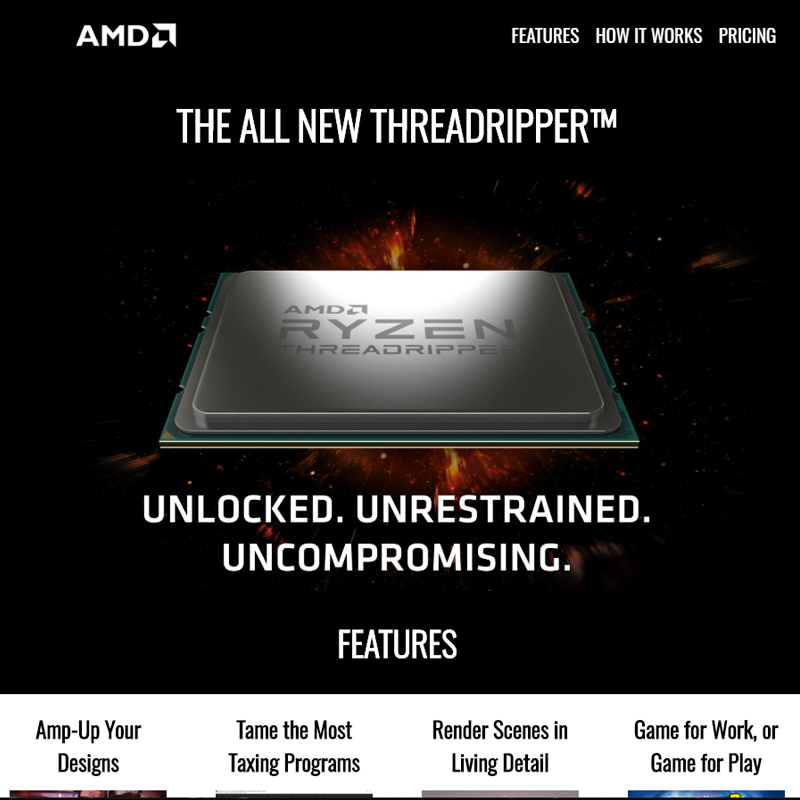 AMD
FEATURES HOW IT WORKS PRICING
THE ALL NEW THREADRIPPER™
AMD
RYZEN
THREADRIPPER
UNLOCKED. UNRESTRAINED.
UNCOMPROMISING.
FEATURES
Amp-Up Your
Designs
Tame the Most
Taxing Programs
Render Scenes in
Living Detail
Game for Work, or
Game for Play